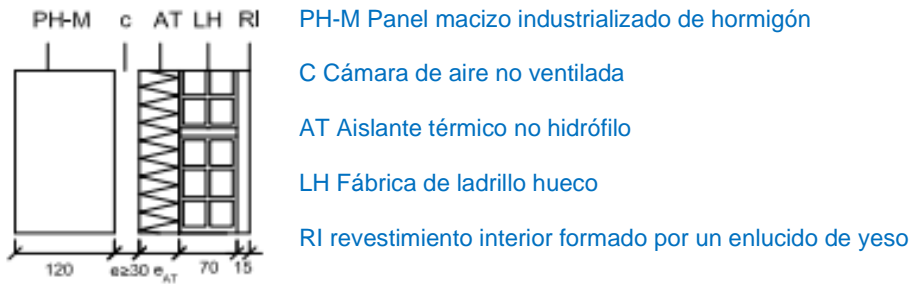 PH-M c AT LH RI
PH-M Panel macizo industrializado de hormigón
C Cámara de aire no ventilada
AT Aislante térmico no hidrófilo
LH Fábrica de ladrillo hueco
RI revestimiento interior formado por un enlucido de yeso
120 e≥30 eAT 70 15